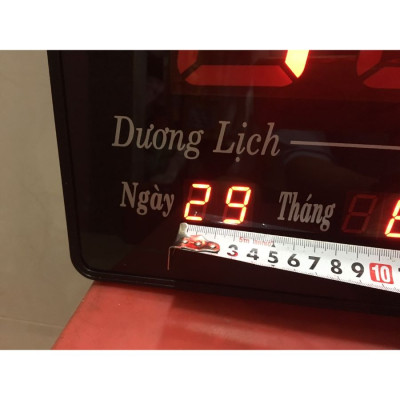 Dương Lịch
Ngày 29 Tháng
3 4 5 6 7 8 9 10